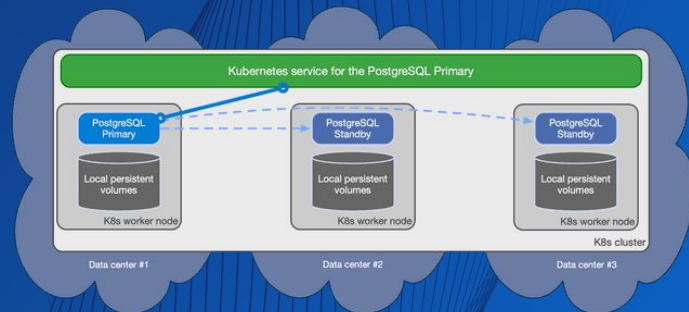 Kubernetes service for the PostgreSQL Primary
PostgreSQL
Primary
PostgreSQL
Standby
PostgreSQL
Standby
Local persistent
volumes
Local persistent
volumes
Local persistent
volumes
K8s worker node
K8s worker node
K8s worker node
K8s cluster
Data center #1
Data center #2
Data center #3